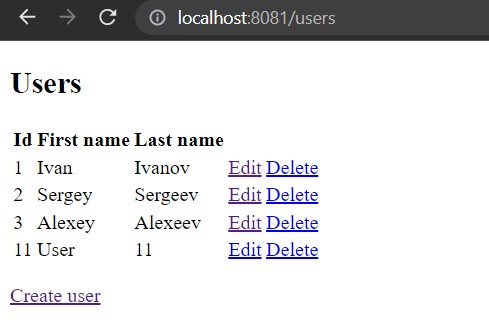 localhost:8081/users
Users
Id First name Last name
1 Ivan Ivanov Edit Delete
2 Sergey Sergeev Edit Delete
3 Alexey Alexeev Edit Delete
11 User 11 Edit Delete
Create user